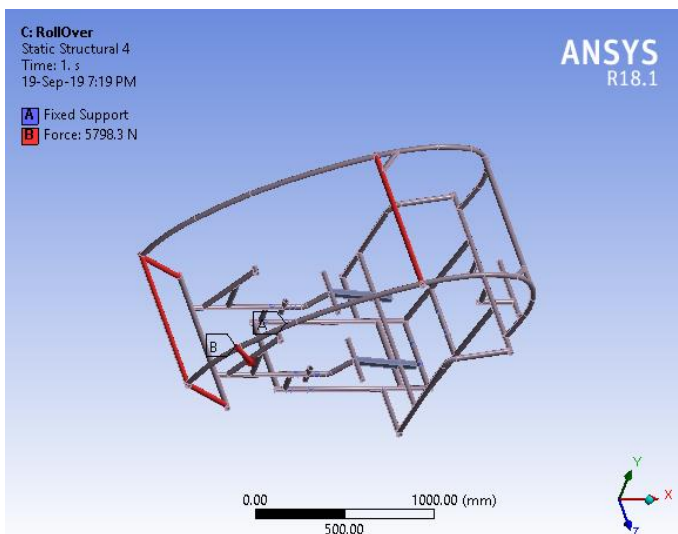 C: RollOver
Static Structural 4
Time: 1. s
19-Sep-19 7:19 PM
A Fixed Support
B Force: 5798.3 N
ANSYS
R18.1
A
B
0.00
1000.00 (mm)
500.00
Y
X
Z